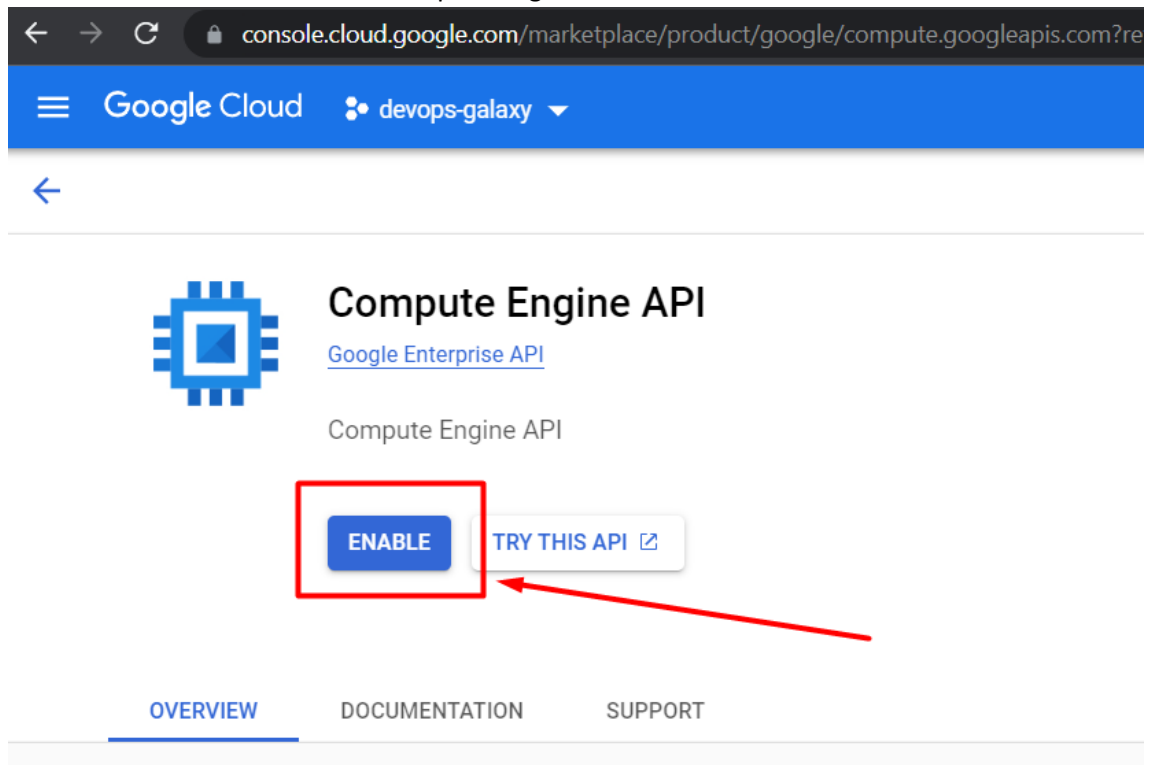 console.cloud.google.com/marketplace/product/google/compute.googleapis.com?re
Google Cloud devops-galaxy
Compute Engine API
Google Enterprise API
Compute Engine API
ENABLE TRY THIS API
OVERVIEW DOCUMENTATION SUPPORT